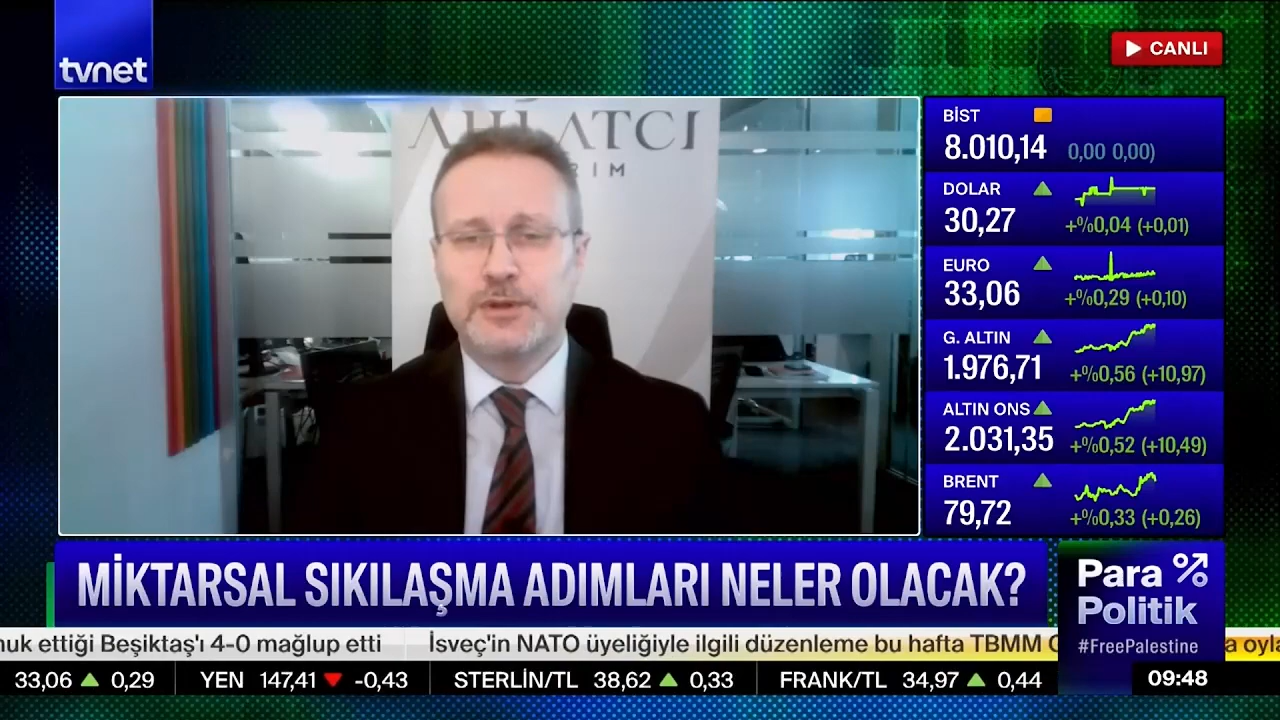 tvnet
CANLI
AHLATCI
RIM
BİST
8.010,14 0,00 0,00)
DOLAR
30,27 +%0,04 (+0,01)
EURO
33,06 +%0,29 (+0,10)
G. ALTIN
1.976,71 +%0,56 (+10,97)
ALTIN ONS
2.031,35 +%0,52 (+10,49)
BRENT
79,72 +%0,33 (+0,26)
MİKTARSAL SIKILAŞMA ADIMLARI NELER OLACAK?
Para %
Politik
#FreePalestine
nuk ettiği Beşiktaş'ı 4-0 mağlup etti İsveç'in NATO üyeliğiyle ilgili düzenleme bu hafta TBMM
33,06 0,29 YEN 147,41 -0,43 STERLİN/TL 38,62 0,33 FRANK/TL 34,97 0,44
09:48